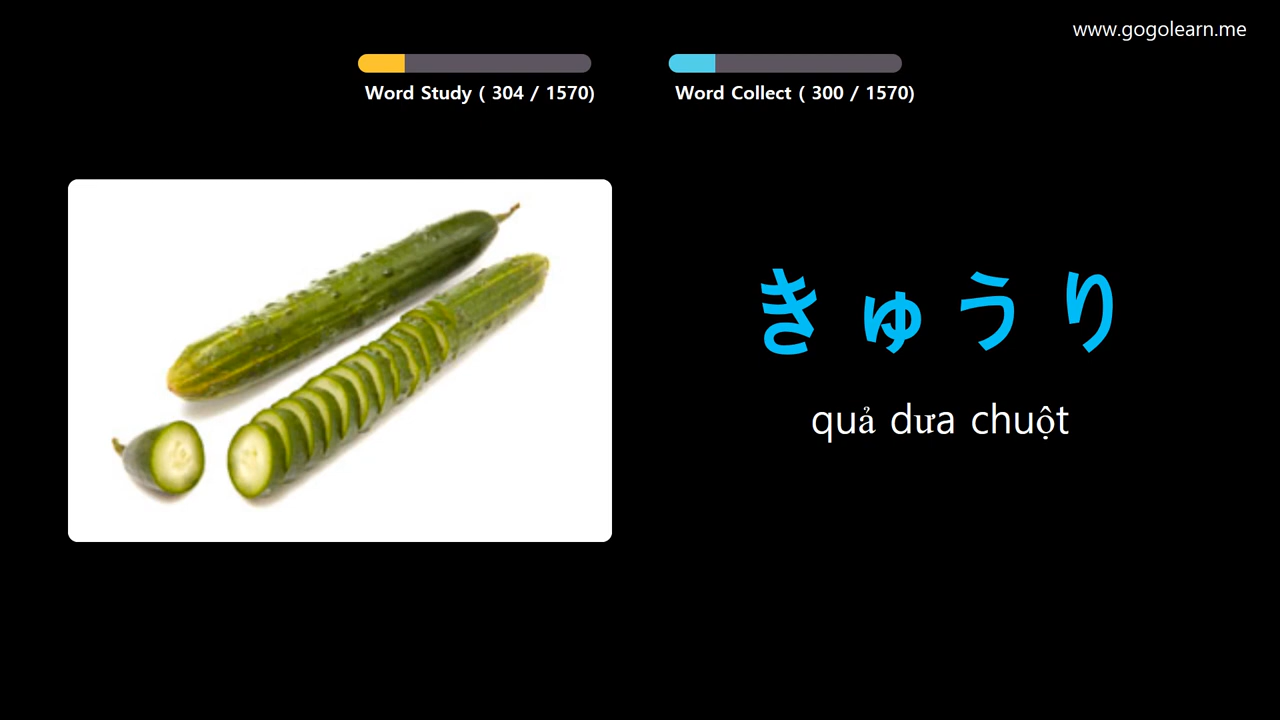 www.gogolearn.me
Word Study ( 304 / 1570)
Word Collect ( 300 / 1570)
きゅうり
quả dưa chuột